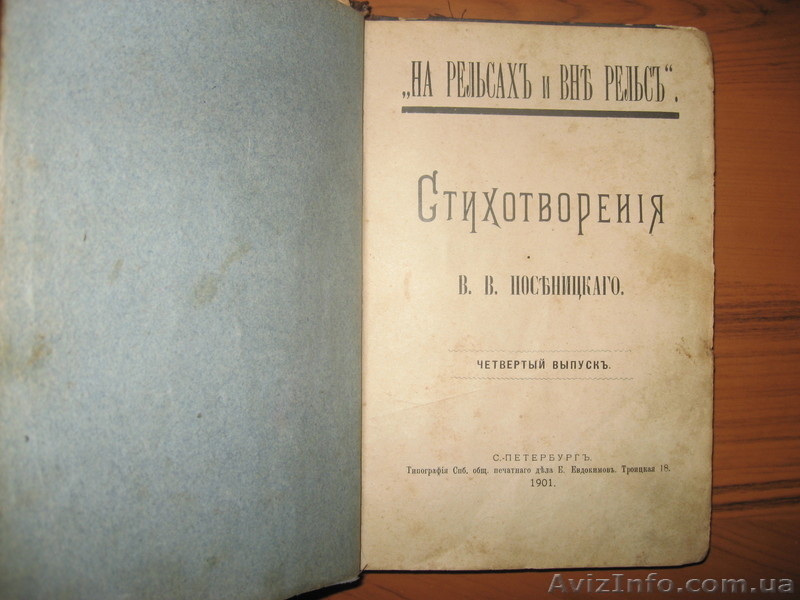 „НА РЕЛЬСАХЪ и ВНѢ РЕЛЬСЪ“.
Стихотворенія
В. В. ПОСѢНИЦКАГО.
ЧЕТВЕРТЫЙ ВЫПУСКЪ.
С.-ПЕТЕРБУРГЪ.
Типографія Спб. общ. печатнаго дѣла Е. Евдокимовъ. Троицкая 18.
1901.
AvizInfo.com.ua